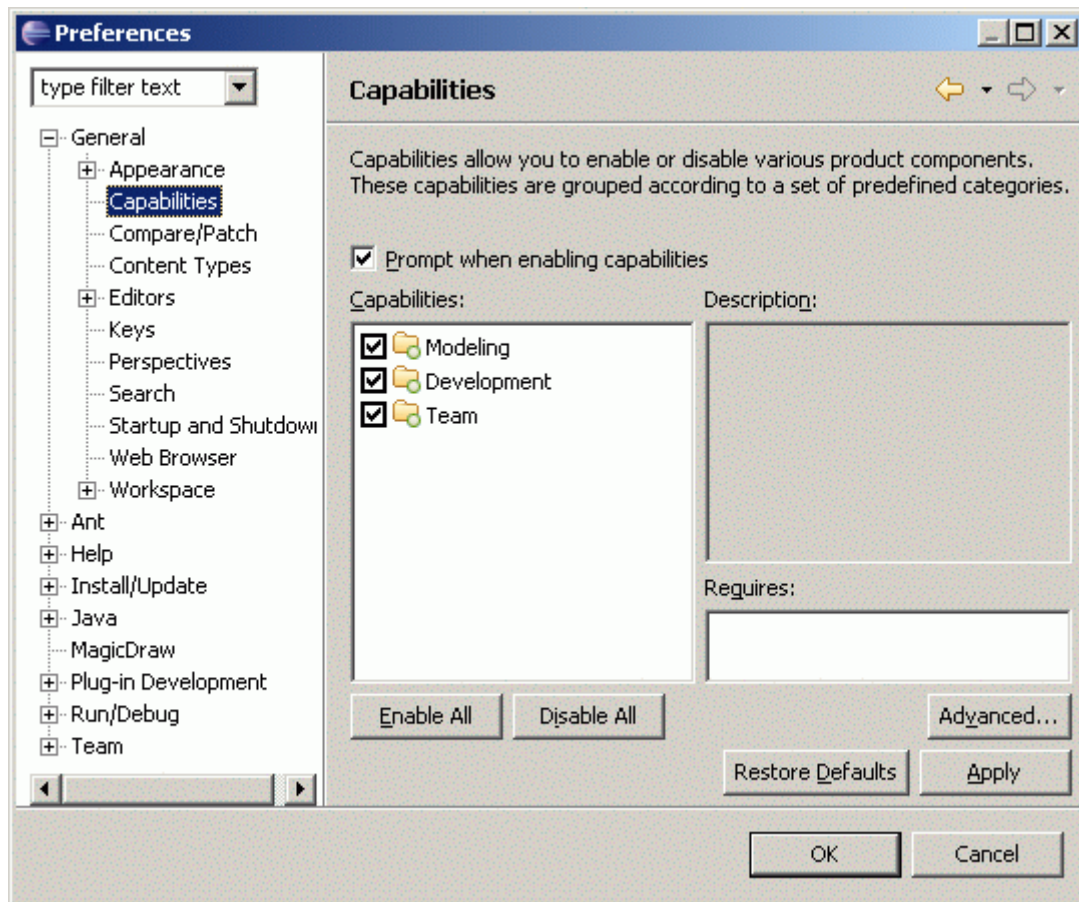 Preferences
type filter text
General
Appearance
Capabilities
Compare/Patch
Content Types
Editors
Keys
Perspectives
Search
Startup and Shutdow
Web Browser
Workspace
Ant
Help
Install/Update
Java
MagicDraw
Plug-in Development
Run/Debug
Team
Capabilities
Capabilities allow you to enable or disable various product components.
These capabilities are grouped according to a set of predefined categories.
Prompt when enabling capabilities
Capabilities:
Modeling
Development
Team
Description:
Requires:
Enable All
Disable All
Advanced...
Restore Defaults
Apply
OK
Cancel